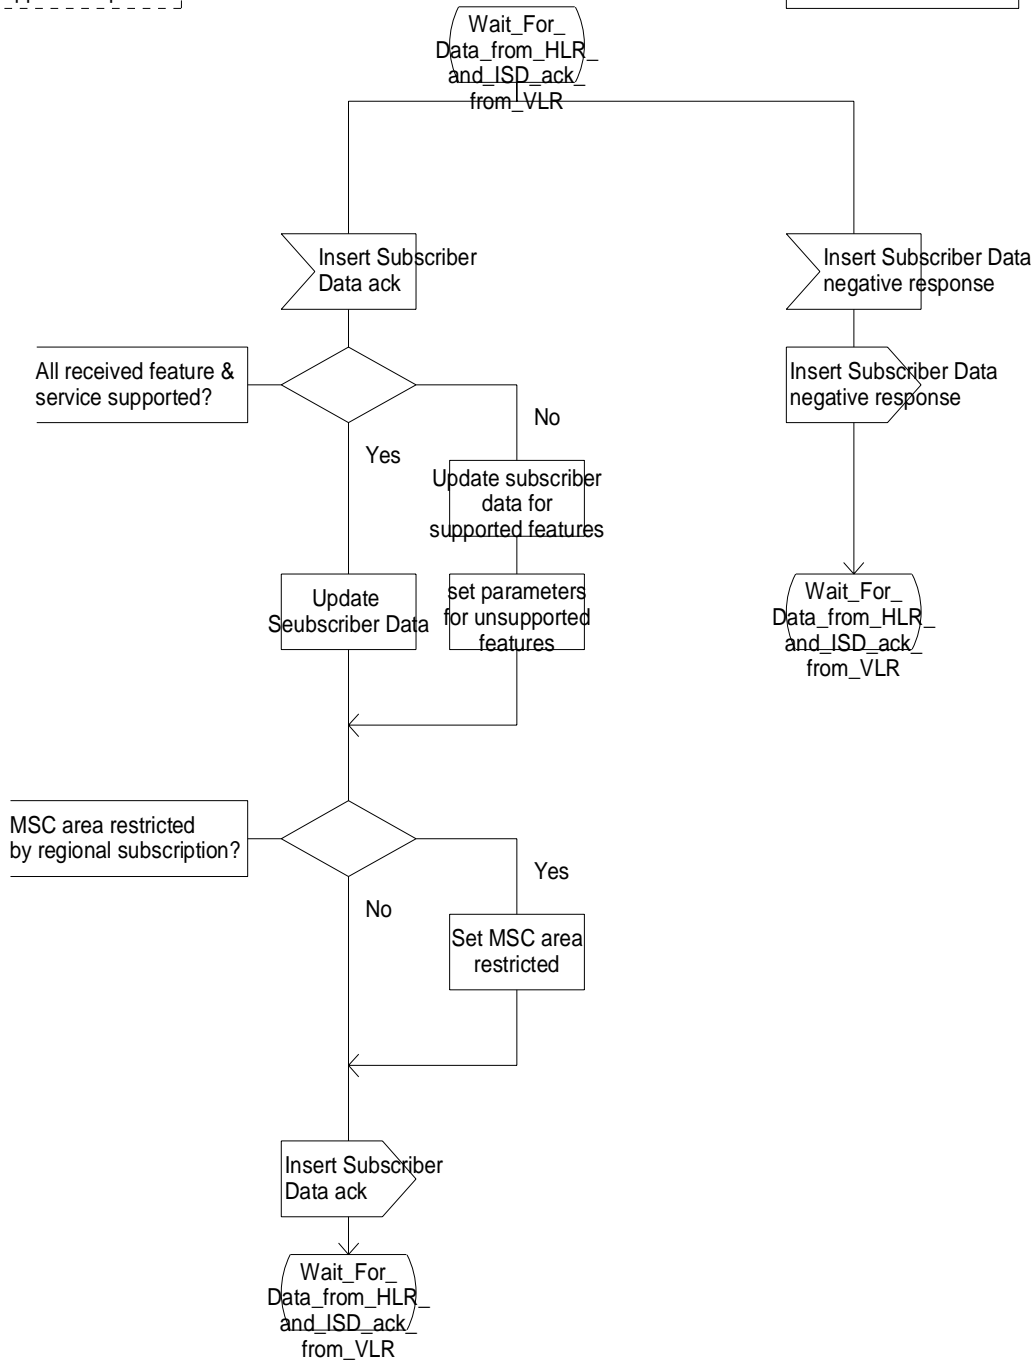 Wait_For_
Data_from_HLR_
and_ISD_ack_
from_VLR
Insert Subscriber
Data ack
Insert Subscriber Data
negative response
All received feature &
service supported?
Insert Subscriber Data
negative response
No
Yes
Update subscriber
data for
supported features
Update
Seubscriber Data
set parameters
for unsupported
features
Wait_For_
Data_from_HLR_
and_ISD_ack_
from_VLR
MSC area restricted
by regional subscription?
Yes
No
Set MSC area
restricted
Insert Subscriber
Data ack
Wait_For_
Data_from_HLR_
and_ISD_ack_
from_VLR